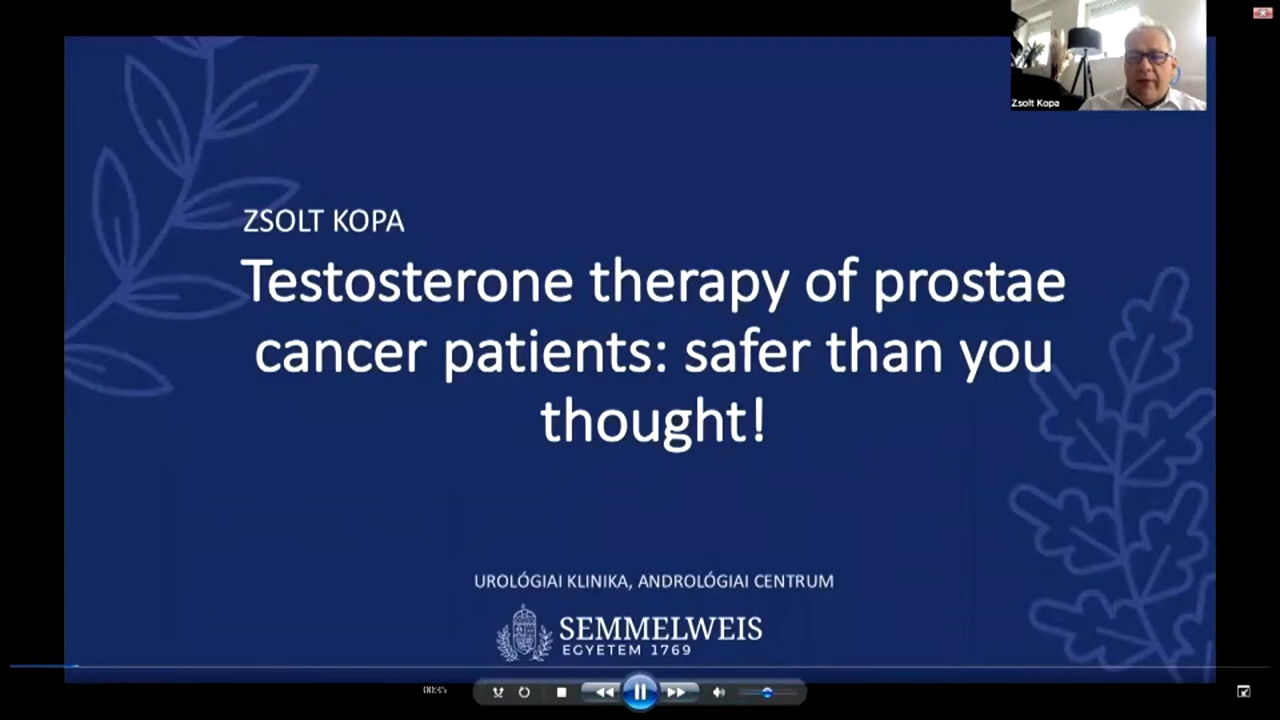 Zsolt Kopa
ZSOLT KOPA
Testosterone therapy of prostae
cancer patients: safer than you
thought!
UROLÓGIAI KLINIKA, ANDROLÓGIAI CENTRUM
SEMMELWEIS
EGYETEM 1769